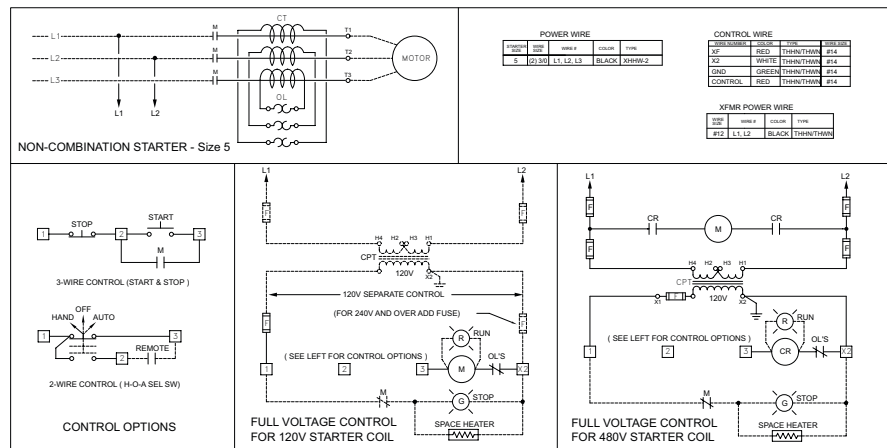 CT
M
T1
L1
M
T2
L2
MOTOR
M
T3
L3
OL
L1
L2
NON-COMBINATION STARTER - Size 5
POWER WIRE
STARTER SIZE WIRE SIZE WIRE # COLOR TYPE
5 (2) 3/0 L1, L2, L3 BLACK XHHW-2
CONTROL WIRE
WIRE NUMBER COLOR TYPE WIRE SIZE
XF RED THHN/THWN #14
X2 WHITE THHN/THWN #14
GND GREEN THHN/THWN #14
CONTROL RED THHN/THWN #14
XFMR POWER WIRE
WIRE SIZE WIRE # COLOR TYPE
#12 L1, L2 BLACK THHN/THWN
STOP
START
1
2
3
M
3-WIRE CONTROL (START & STOP )
OFF
HAND
AUTO
1
3
REMOTE
2
2-WIRE CONTROL ( H-O-A SEL SW)
CONTROL OPTIONS
L1
L2
F
F
H4 H2 H3 H1
CPT
120V
X2
120V SEPARATE CONTROL
(FOR 240V AND OVER ADD FUSE)
F
F
R
RUN
( SEE LEFT FOR CONTROL OPTIONS )
OL'S
1
2
3
M
X2
M
G
STOP
SPACE HEATER
FULL VOLTAGE CONTROL
FOR 120V STARTER COIL
L1
L2
F
F
CR
M
CR
F
F
H4 H2 H3 H1
CPT
X1
F
120V
X2
R
RUN
( SEE LEFT FOR CONTROL OPTIONS )
OL'S
1
2
3
CR
X2
M
G
STOP
SPACE HEATER
FULL VOLTAGE CONTROL
FOR 480V STARTER COIL